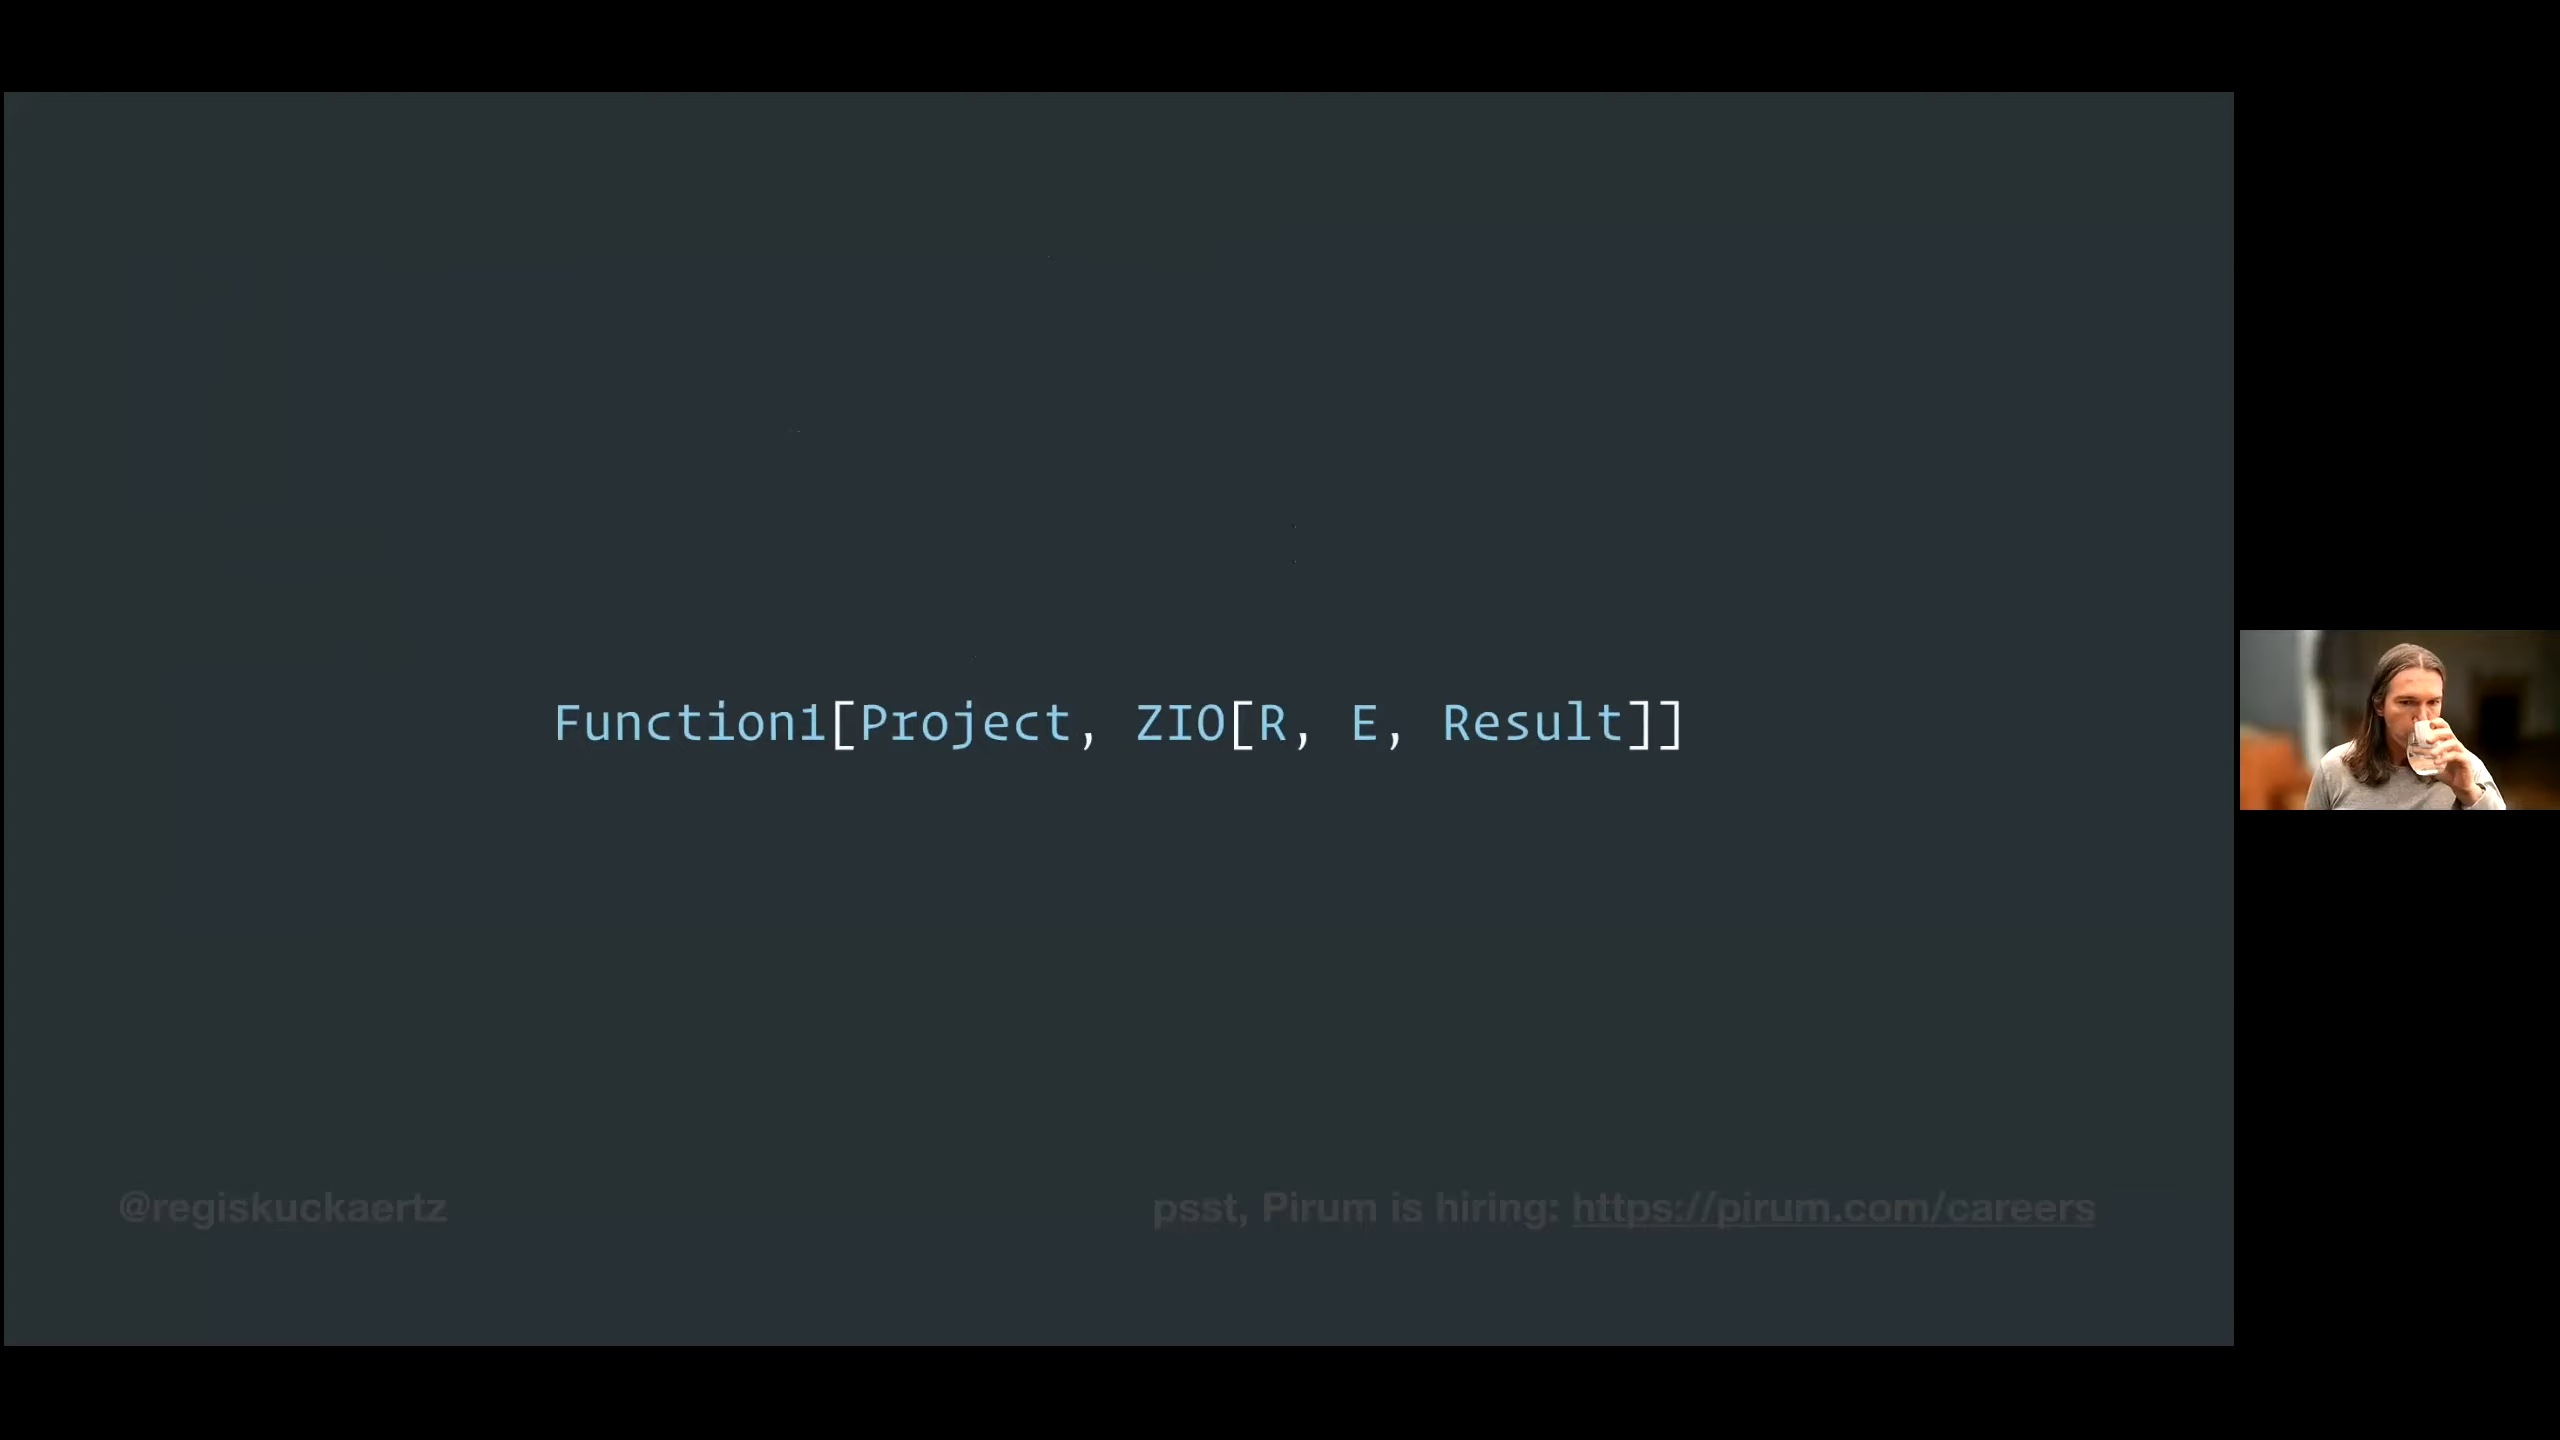 Function1[Project, ZIO[R, E, Result]]
@regiskuckaertz
psst, Pirum is hiring: https://pirum.com/careers